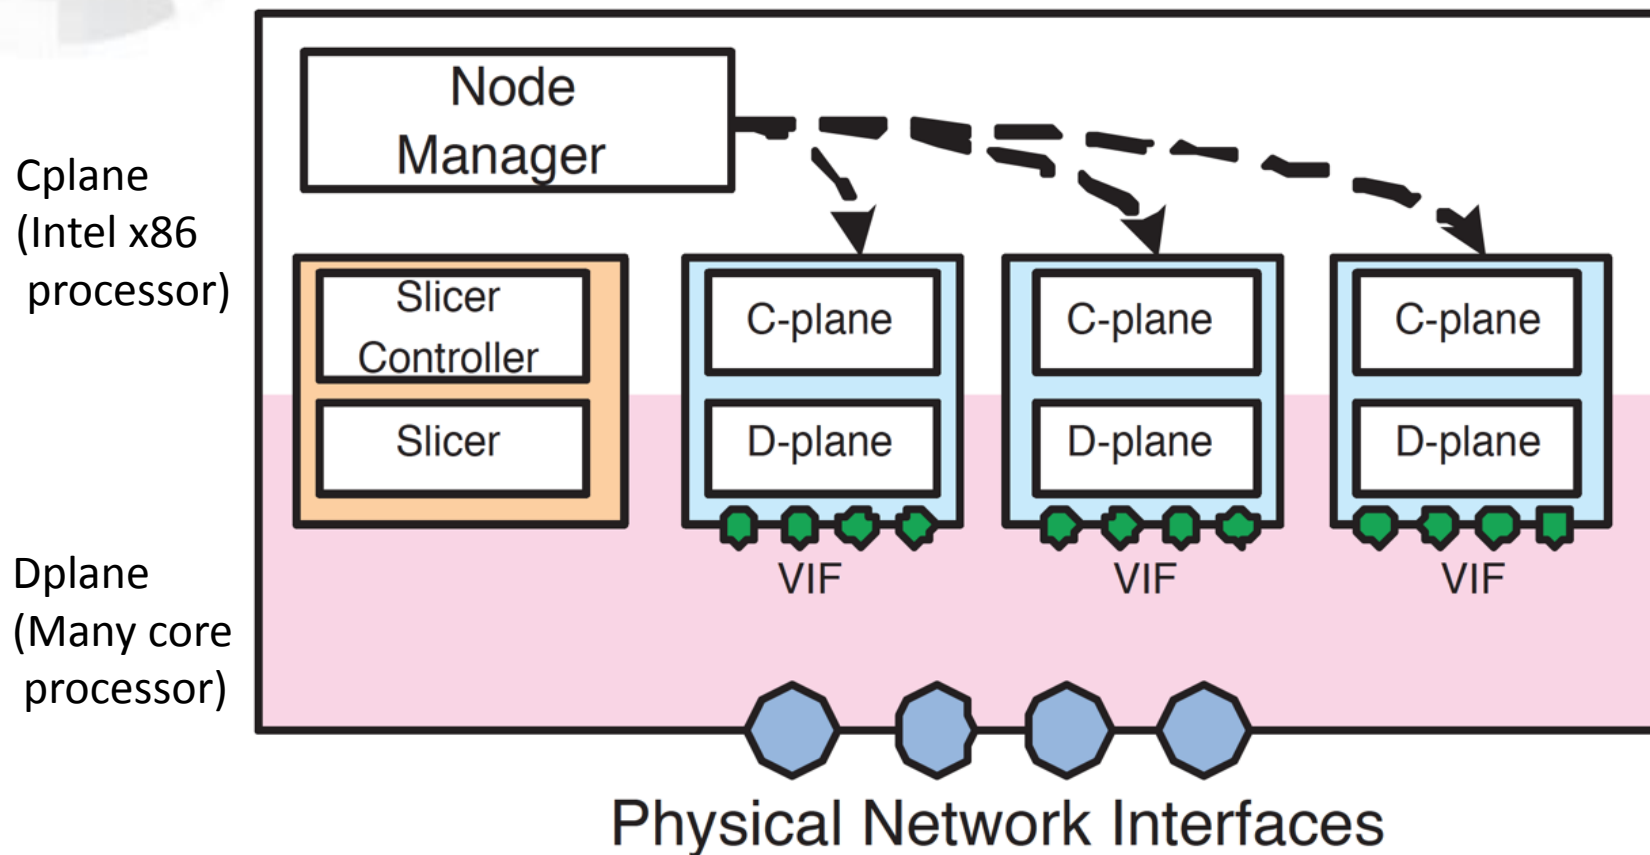 Node
Manager
Cplane
(Intel x86
processor)
Slicer
Controller
C-plane
C-plane
C-plane
Slicer
D-plane
D-plane
D-plane
VIF
VIF
VIF
Dplane
(Many core
processor)
Physical Network Interfaces